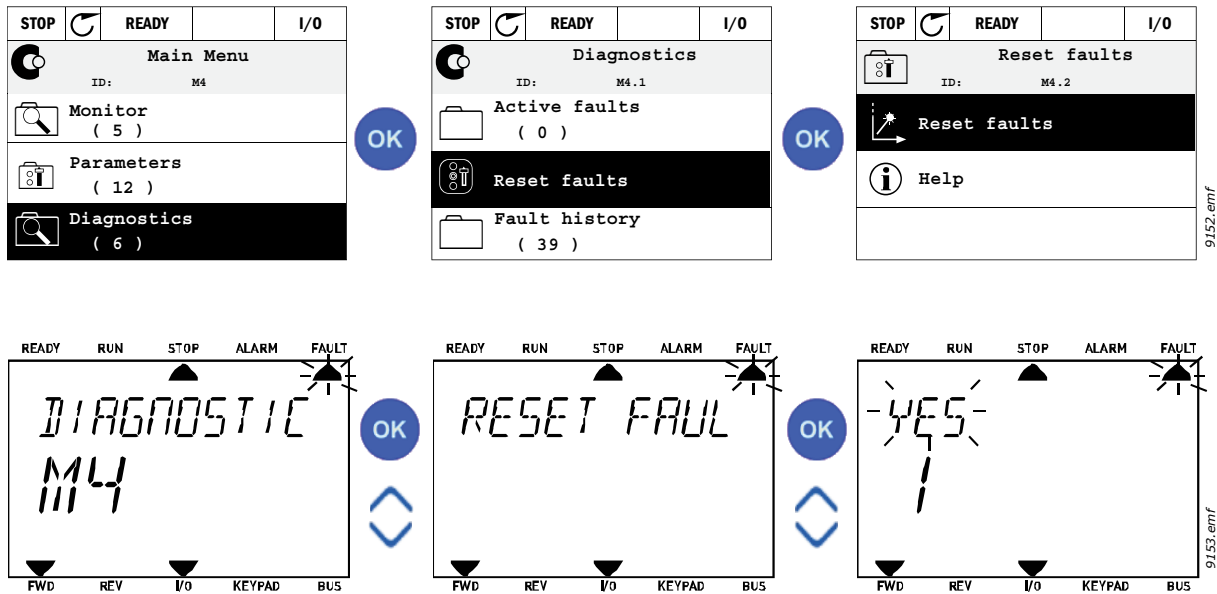 STOP READY I/O
Main Menu
ID: M4
Monitor
( 5 )
Parameters
( 12 )
Diagnostics
( 6 )
OK
STOP READY I/O
Diagnostics
ID: M4.1
Active faults
( 0 )
Reset faults
Fault history
( 39 )
OK
STOP READY I/O
Reset faults
ID: M4.2
Reset faults
Help
9152.emf
READY RUN STOP ALARM FAULT
DIAGNOSTIC
M4
FWD REV I/O KEYPAD BUS
OK
READY RUN STOP ALARM FAULT
RESET FAUL
FWD REV I/O KEYPAD BUS
OK
READY RUN STOP ALARM FAULT
YES
1
FWD REV I/O KEYPAD BUS
9153.emf